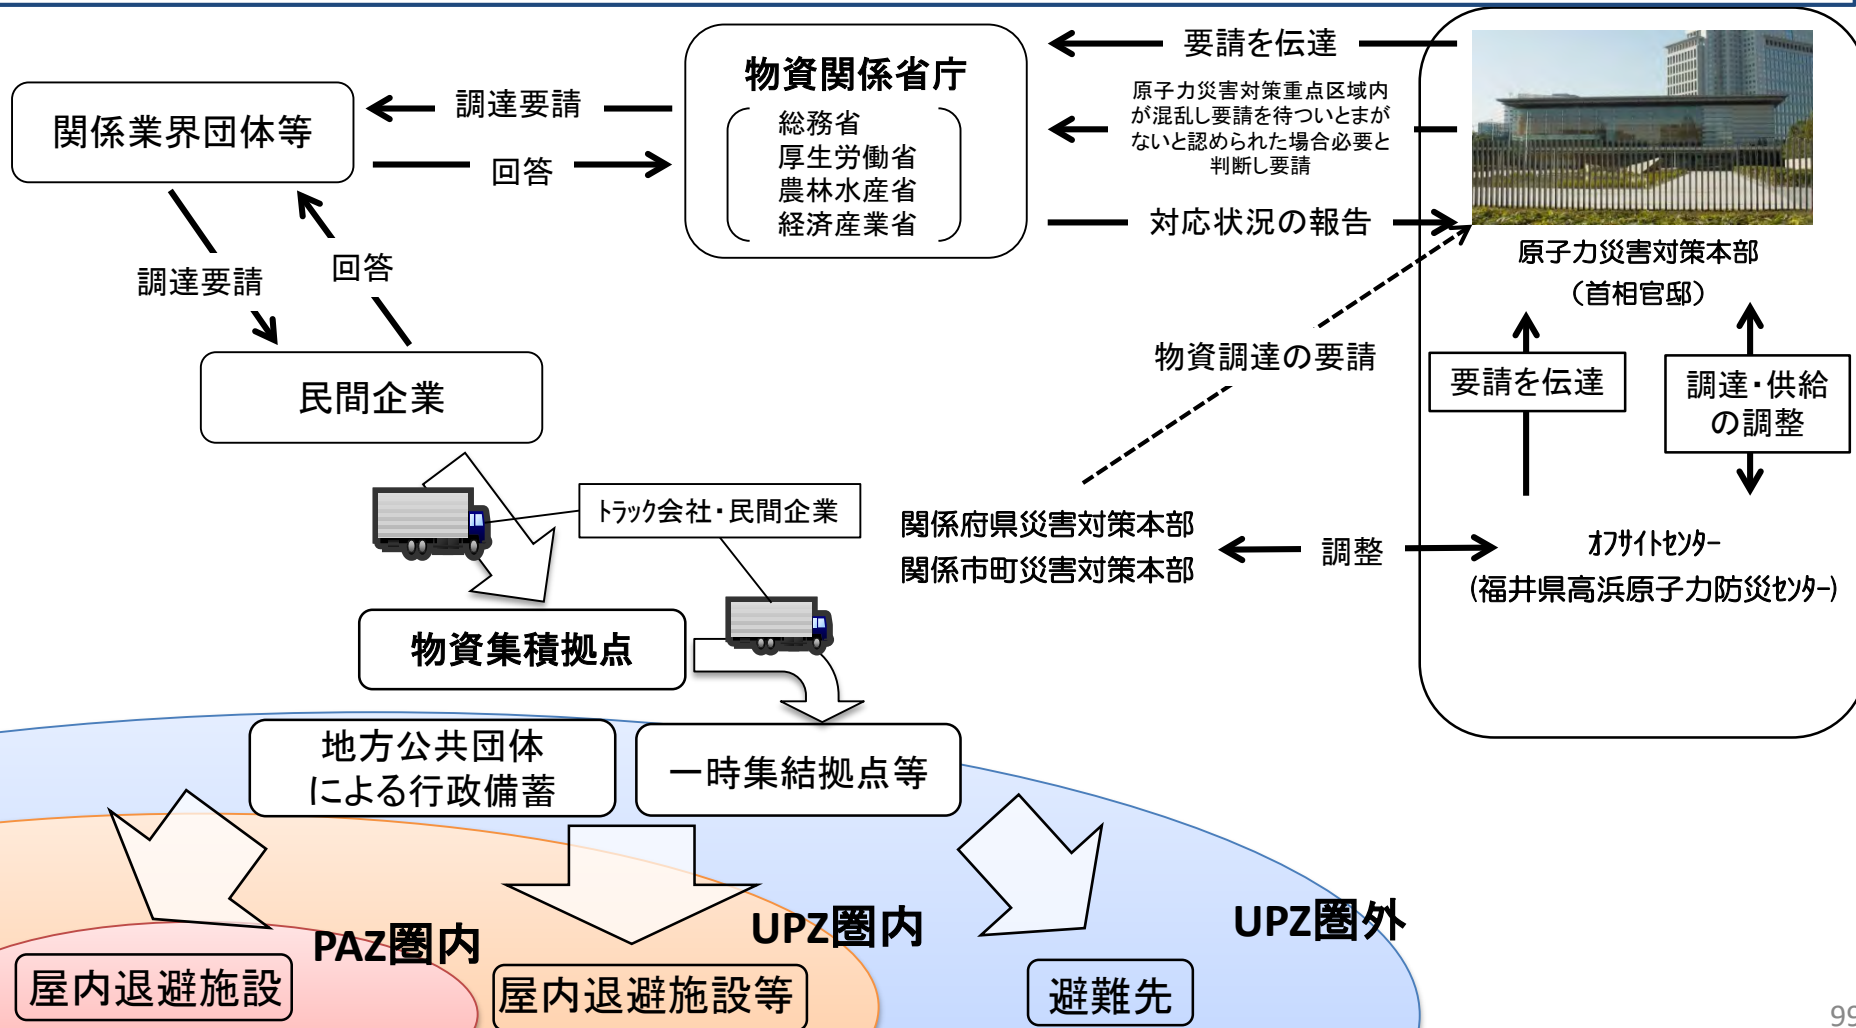 要請を伝達
物資関係省庁
総務省
厚生労働省
農林水産省
経済産業省
調達要請
関係業界団体等
回答
原子力災害対策重点区域内
が混乱し要請を待ついとまが
ないと認められた場合必要と
判断し要請
対応状況の報告
原子力災害対策本部
（首相官邸）
調達要請
回答
民間企業
物資調達の要請
要請を伝達
調達・供給
の調整
トラック会社・民間企業
関係府県災害対策本部
関係市町災害対策本部
調整
オフサイトセンター
(福井県高浜原子力防災センター)
物資集積拠点
地方公共団体
による行政備蓄
一時集結拠点等
PAZ圏内
UPZ圏内
UPZ圏外
屋内退避施設
屋内退避施設等
避難先
99